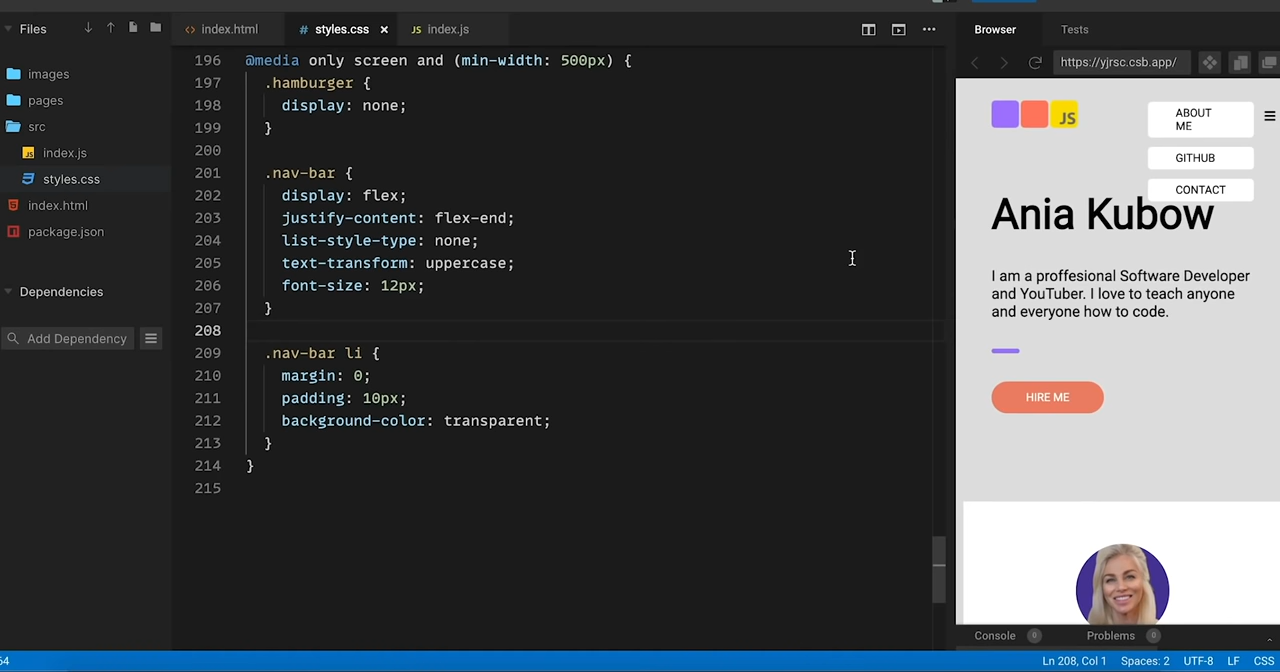 Files
index.html
styles.css
index.js
images
pages
src
index.js
styles.css
index.html
package.json
Dependencies
Add Dependency
196 @media only screen and (min-width: 500px) {
197 .hamburger {
198 display: none;
199 }
200
201 .nav-bar {
202 display: flex;
203 justify-content: flex-end;
204 list-style-type: none;
205 text-transform: uppercase;
206 font-size: 12px;
207 }
208
209 .nav-bar li {
210 margin: 0;
211 padding: 10px;
212 background-color: transparent;
213 }
214 }
215
Browser
Tests
https://yjrsc.csb.app/
JS
ABOUT
ME
GITHUB
CONTACT
Ania Kubow
I am a proffesional Software Developer
and YouTuber. I love to teach anyone
and everyone how to code.
HIRE ME
Console 0
Problems 0
64
Ln 208, Col 1 Spaces: 2 UTF-8 LF CSS